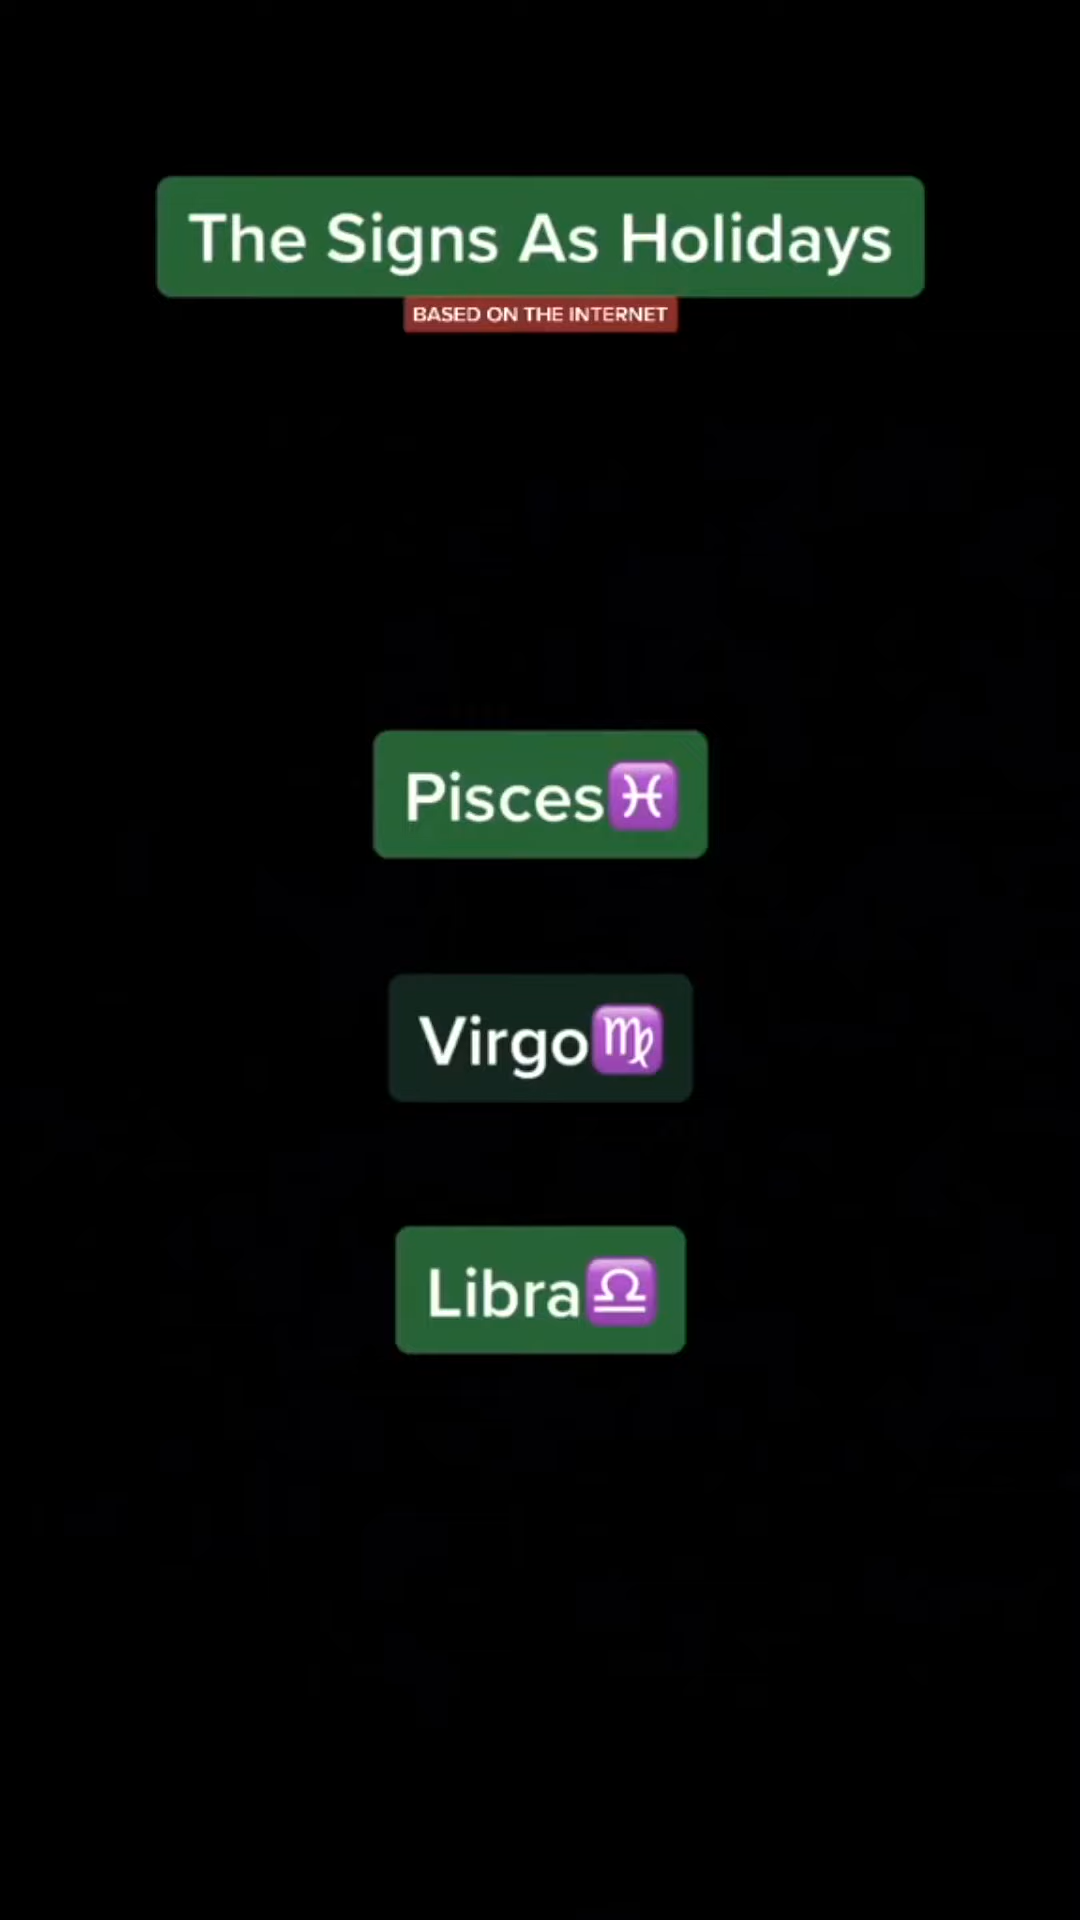 The Signs As Holidays
BASED ON THE INTERNET
Pisces♓
Virgo♍
Libra♎